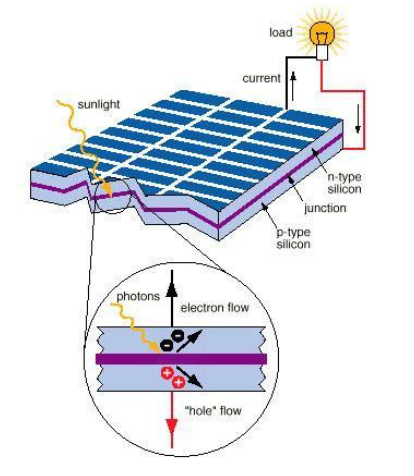 load
current
sunlight
n-type
silicon
junction
p-type
silicon
photons
electron flow
"hole" flow